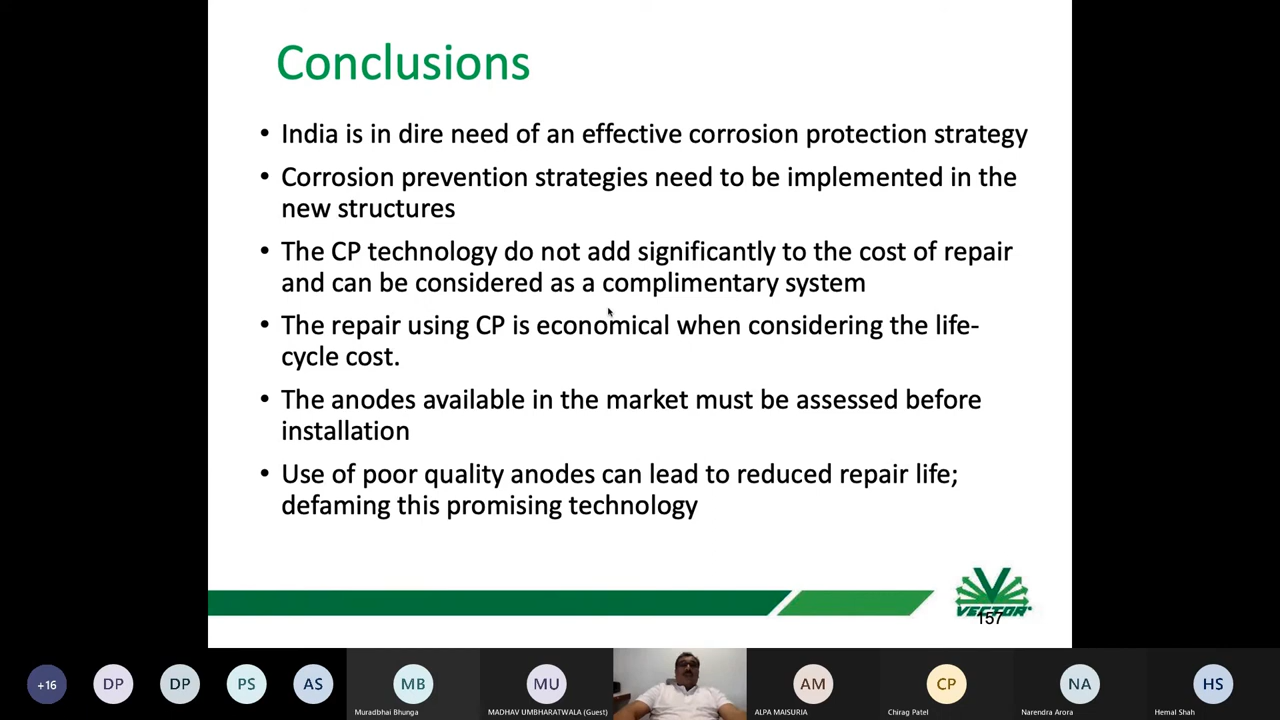 Conclusions
• India is in dire need of an effective corrosion protection strategy
• Corrosion prevention strategies need to be implemented in the
new structures
• The CP technology do not add significantly to the cost of repair
and can be considered as a complimentary system
• The repair using CP is economical when considering the life-
cycle cost.
• The anodes available in the market must be assessed before
installation
• Use of poor quality anodes can lead to reduced repair life;
defaming this promising technology
VECTOR®
157
+16
DP
DP
PS
AS
MB
MU
AM
CP
NA
HS
Muradbhai Bhunga
MADHAV UMBHARATWALA (Guest)
ALPA MAISURIA
Chirag Patel
Narendra Arora
Hemal Shah